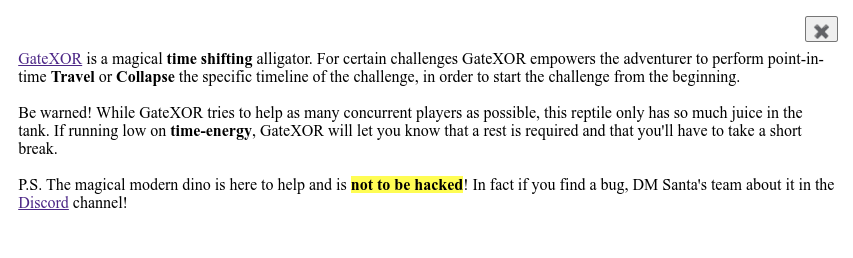 GateXOR is a magical time shifting alligator. For certain challenges GateXOR empowers the adventurer to perform point-in-
time Travel or Collapse the specific timeline of the challenge, in order to start the challenge from the beginning.
Be warned! While GateXOR tries to help as many concurrent players as possible, this reptile only has so much juice in the
tank. If running low on time-energy, GateXOR will let you know that a rest is required and that you'll have to take a short
break.
P.S. The magical modern dino is here to help and is not to be hacked! In fact if you find a bug, DM Santa's team about it in the
Discord channel!